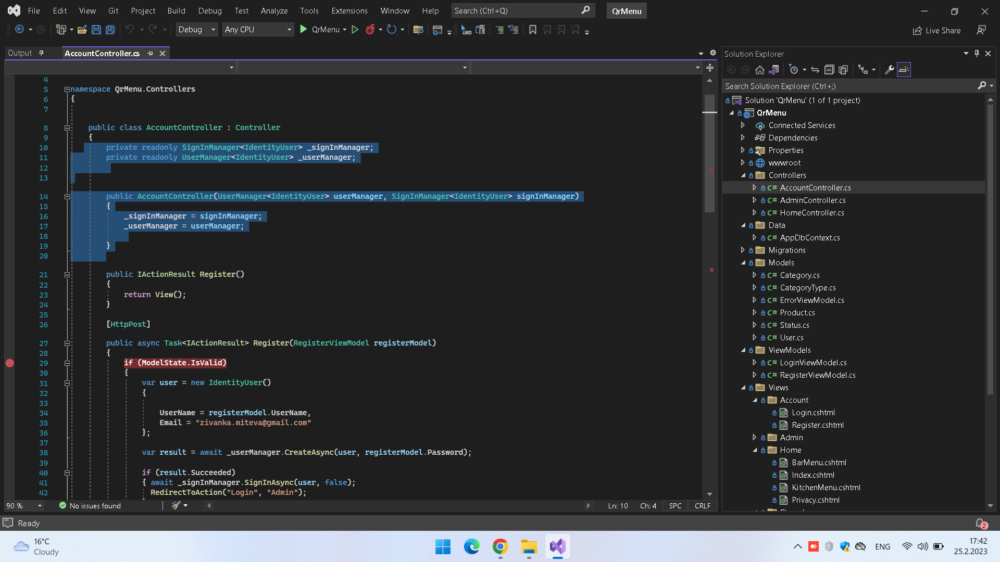 File Edit View Git Project Build Debug Test Analyze Tools Extensions Window Help Search (Ctrl+Q) QrMenu
Debug Any CPU QrMenu Live Share
Output AccountController.cs
4
5 namespace QrMenu.Controllers
6 {
7
8 public class AccountController : Controller
9 {
10 private readonly SignInManager<IdentityUser> _signInManager;
11 private readonly UserManager<IdentityUser> _userManager;
12
13
14 public AccountController(UserManager<IdentityUser> userManager, SignInManager<IdentityUser> signInManager)
15 {
16 _signInManager = signInManager;
17 _userManager = userManager;
18
19 }
20
21 public IActionResult Register()
22 {
23 return View();
24 }
25
26 [HttpPost]
27 public async Task<IActionResult> Register(RegisterViewModel registerModel)
28 {
29 if (ModelState.IsValid)
30 {
31 var user = new IdentityUser()
32 {
33
34 UserName = registerModel.UserName,
35 Email = "zivanka.miteva@gmail.com"
36 };
37
38 var result = await _userManager.CreateAsync(user, registerModel.Password);
39
40 if (result.Succeeded)
41 { await _signInManager.SignInAsync(user, false);
42 RedirectToAction("Login", "Admin");
90 % No issues found Ln: 10 Ch: 4 SPC CRLF
Solution Explorer
Search Solution Explorer (Ctrl+;)
Solution 'QrMenu' (1 of 1 project)
QrMenu
Connected Services
Dependencies
Properties
wwwroot
Controllers
C# AccountController.cs
C# AdminController.cs
C# HomeController.cs
Data
C# AppDbContext.cs
Migrations
Models
C# Category.cs
C# CategoryType.cs
C# ErrorViewModel.cs
C# Product.cs
C# Status.cs
C# User.cs
ViewModels
C# LoginViewModel.cs
C# RegisterViewModel.cs
Views
Account
Login.cshtml
Register.cshtml
Admin
Home
BarMenu.cshtml
Index.cshtml
KitchenMenu.cshtml
Privacy.cshtml
Ready 2
16°C
Cloudy
ENG
17:42
25.2.2023